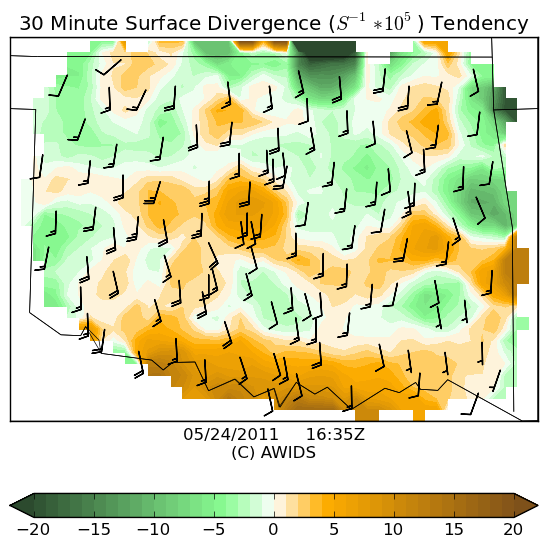 30 Minute Surface Divergence (S⁻¹ *10⁵ ) Tendency
05/24/2011 16:35Z
(C) AWIDS
−20 −15 −10 −5 0 5 10 15 20